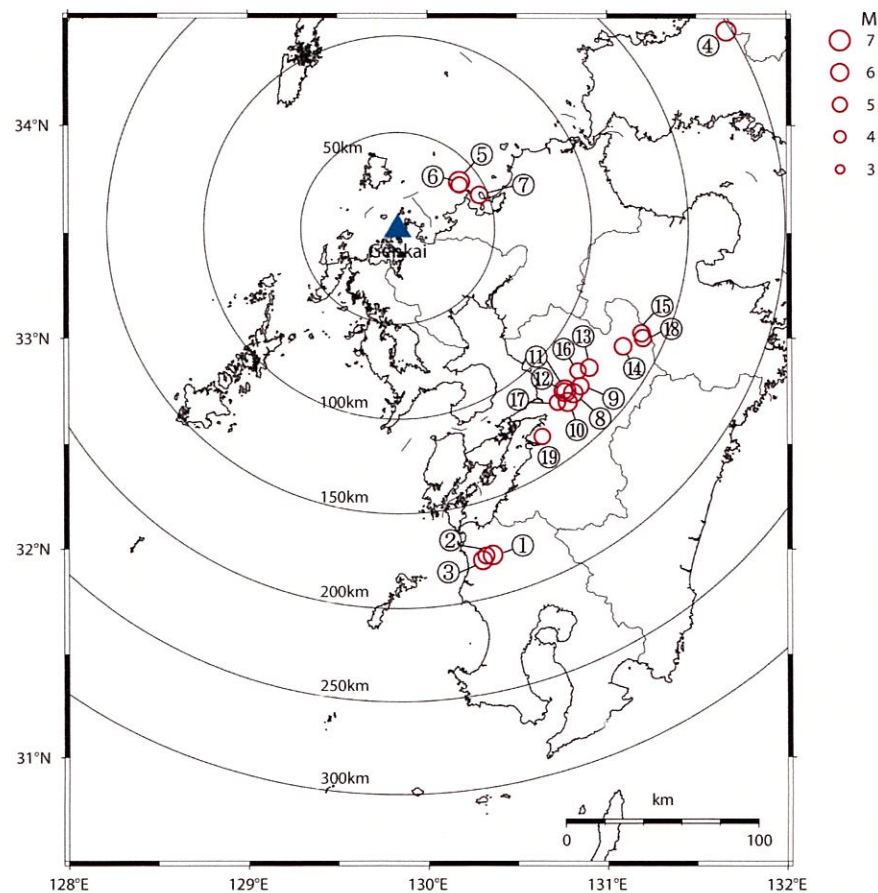 M
7
6
5
4
3
④
34°N
50km
⑤
⑥
⑦
Genkai
33°N
⑮
⑬
⑱
⑯
⑪
⑭
⑫
⑨
⑰
100km
⑧
⑩
⑲
150km
②
①
32°N
③
200km
250km
31°N
300km
km
0
100
128°E
129°E
130°E
131°E
132°E